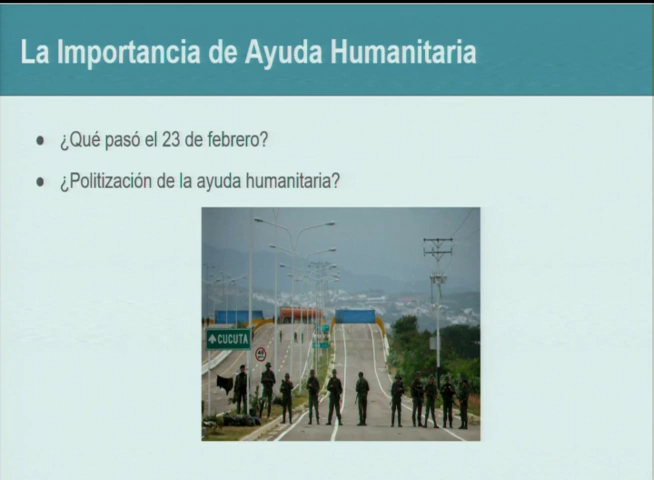 La Importancia de Ayuda Humanitaria
● ¿Qué pasó el 23 de febrero?
● ¿Politización de la ayuda humanitaria?
CUCUTA